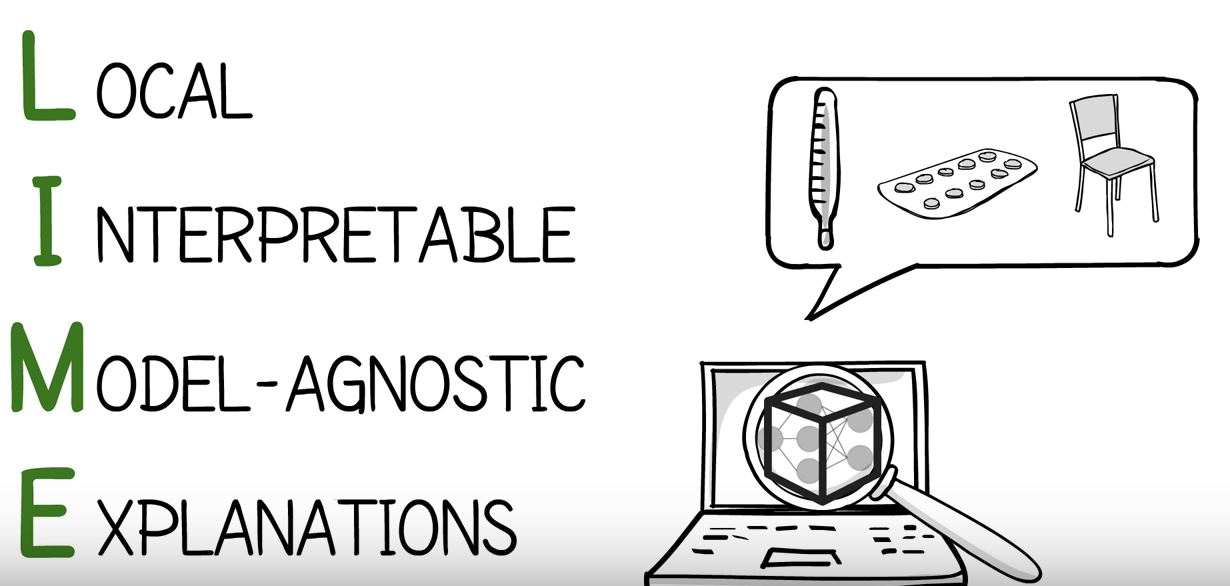 LOCAL
INTERPRETABLE
MODEL-AGNOSTIC
EXPLANATIONS